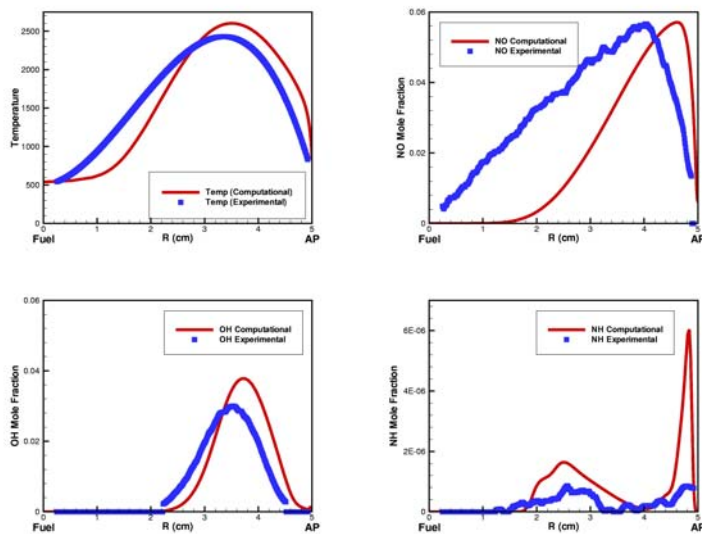 2500
2000
1500
1000
500
0
Temperature
Temp (Computational)
Temp (Experimental)
0 1 2 3 4 5
Fuel R (cm) AP
0.06
0.04
0.02
0
NO Mole Fraction
NO Computational
NO Experimental
0 1 2 3 4 5
Fuel R (cm) AP
0.06
0.04
0.02
0
OH Mole Fraction
OH Computational
OH Experimental
0 1 2 3 4 5
Fuel R (cm) AP
6E-06
4E-06
2E-06
0
NH Mole Fraction
NH Computational
NH Experimental
0 1 2 3 4 5
Fuel R (cm) AP